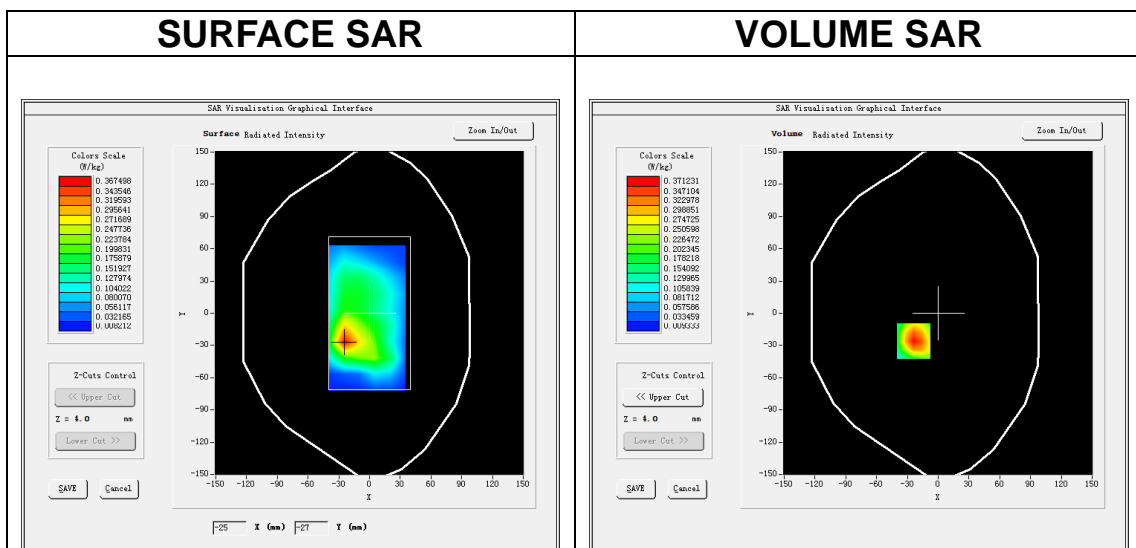 SURFACE SAR
VOLUME SAR
SAR Visualisation Graphical Interface
Surface Radiated Intensity
Zoom In/Out
Colors Scale
(W/kg)
0.367498
0.343546
0.319593
0.295641
0.271689
0.247736
0.223784
0.199831
0.175879
0.151927
0.127974
0.104022
0.080070
0.056117
0.032165
0.008212
Z-Cuts Control
<< Upper Cut
Z = 4.0 mm
Lower Cut >>
SAVE
Cancel
150
120
90
60
30
0
-30
-60
-90
-120
-150
Y
-150 -120 -90 -60 -30 0 30 60 90 120 150
X
-25 X (mm) -27 Y (mm)
SAR Visualisation Graphical Interface
Volume Radiated Intensity
Zoom In/Out
Colors Scale
(W/kg)
0.371231
0.347104
0.322978
0.298851
0.274725
0.250598
0.226472
0.202345
0.178218
0.154092
0.129965
0.105839
0.081712
0.057586
0.033459
0.009333
Z-Cuts Control
<< Upper Cut
Z = 4.0 mm
Lower Cut >>
SAVE
Cancel
150
120
90
60
30
0
-30
-60
-90
-120
-150
Y
-150 -120 -90 -60 -30 0 30 60 90 120 150
X